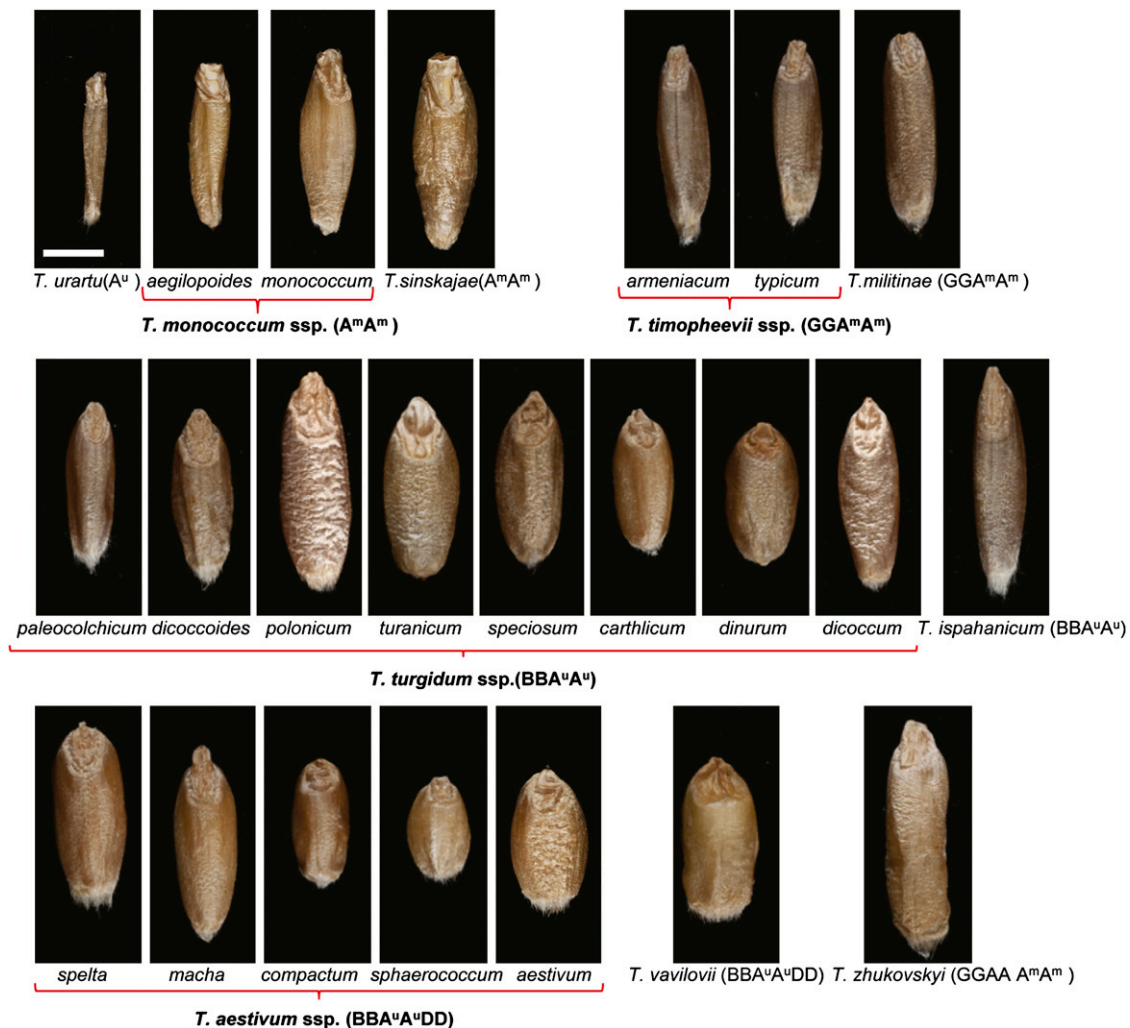 T. urartu(Aᵘ) aegilopoides monococcum T.sinskajae(AᵐAᵐ) armeniacum typicum T.militinae (GGAᵐAᵐ)
T. monococcum ssp. (AᵐAᵐ) T. timopheevii ssp. (GGAᵐAᵐ)
paleocolchicum dicoccoides polonicum turanicum speciosum carthlicum dinurum dicoccum T. ispahanicum (BBAᵘAᵘ)
T. turgidum ssp.(BBAᵘAᵘ)
spelta macha compactum sphaerococcum aestivum T. vavilovii (BBAᵘAᵘDD) T. zhukovskyi (GGAA AᵐAᵐ)
T. aestivum ssp. (BBAᵘAᵘDD)